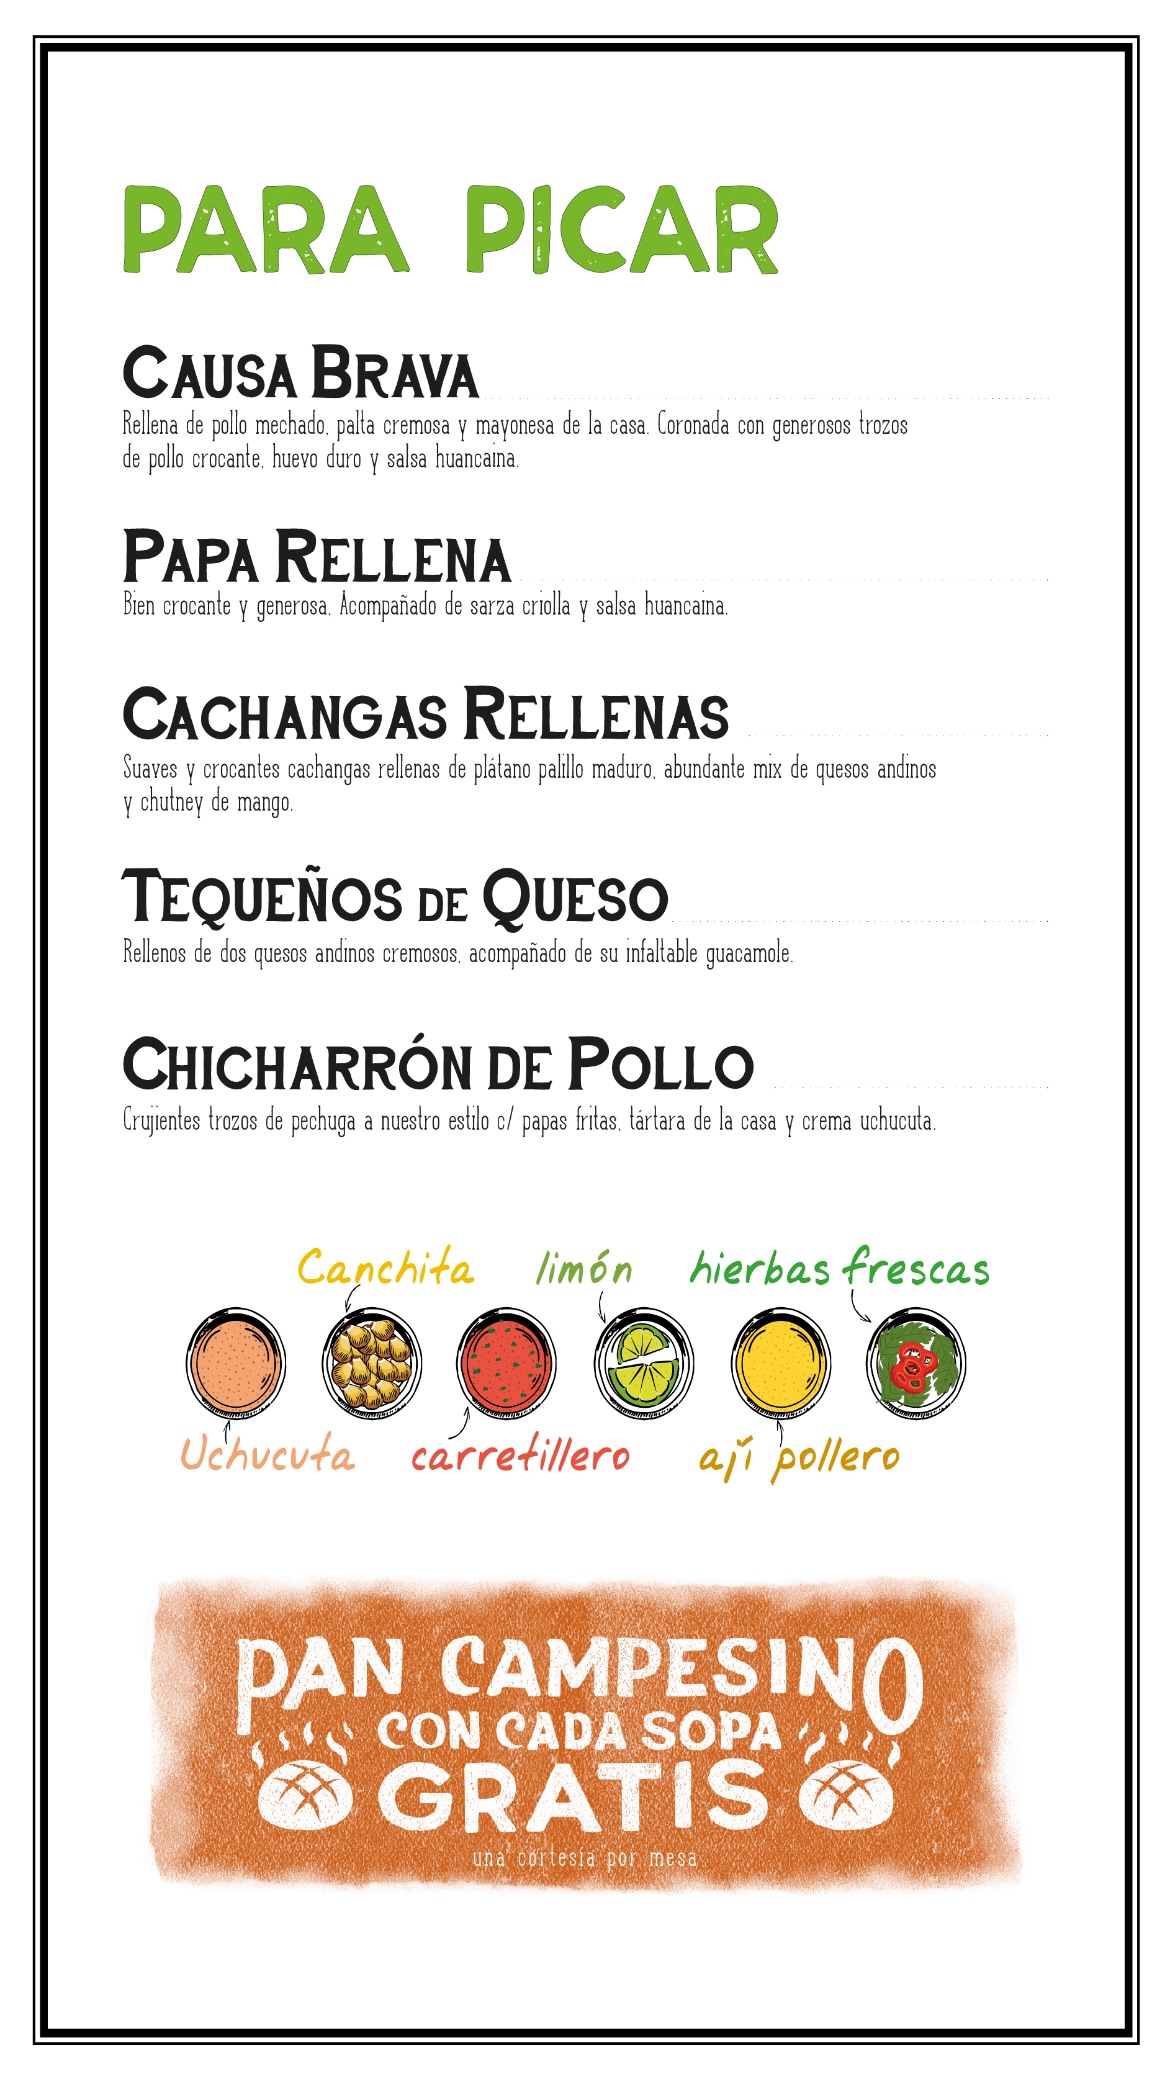 PARA PICAR
CAUSA BRAVA
Rellena de pollo mechado, palta cremosa y mayonesa de la casa. Coronada con generosos trozos
de pollo crocante, huevo duro y salsa huancaina.
PAPA RELLENA
Bien crocante y generosa. Acompañado de sarza criolla y salsa huancaina.
CACHANGAS RELLENAS
Suaves y crocantes cachangas rellenas de plátano palillo maduro, abundante mix de quesos andinos
y chutney de mango.
TEQUEÑOS DE QUESO
Rellenos de dos quesos andinos cremosos, acompañado de su infaltable guacamole.
CHICHARRÓN DE POLLO
Crujientes trozos de pechuga a nuestro estilo c/ papas fritas, tártara de la casa y crema uchucuta.
Canchita limón hierbas frescas
Uchucuta carretillero ají pollero
PAN CAMPESINO
CON CADA SOPA
GRATIS
una cortesía por mesa